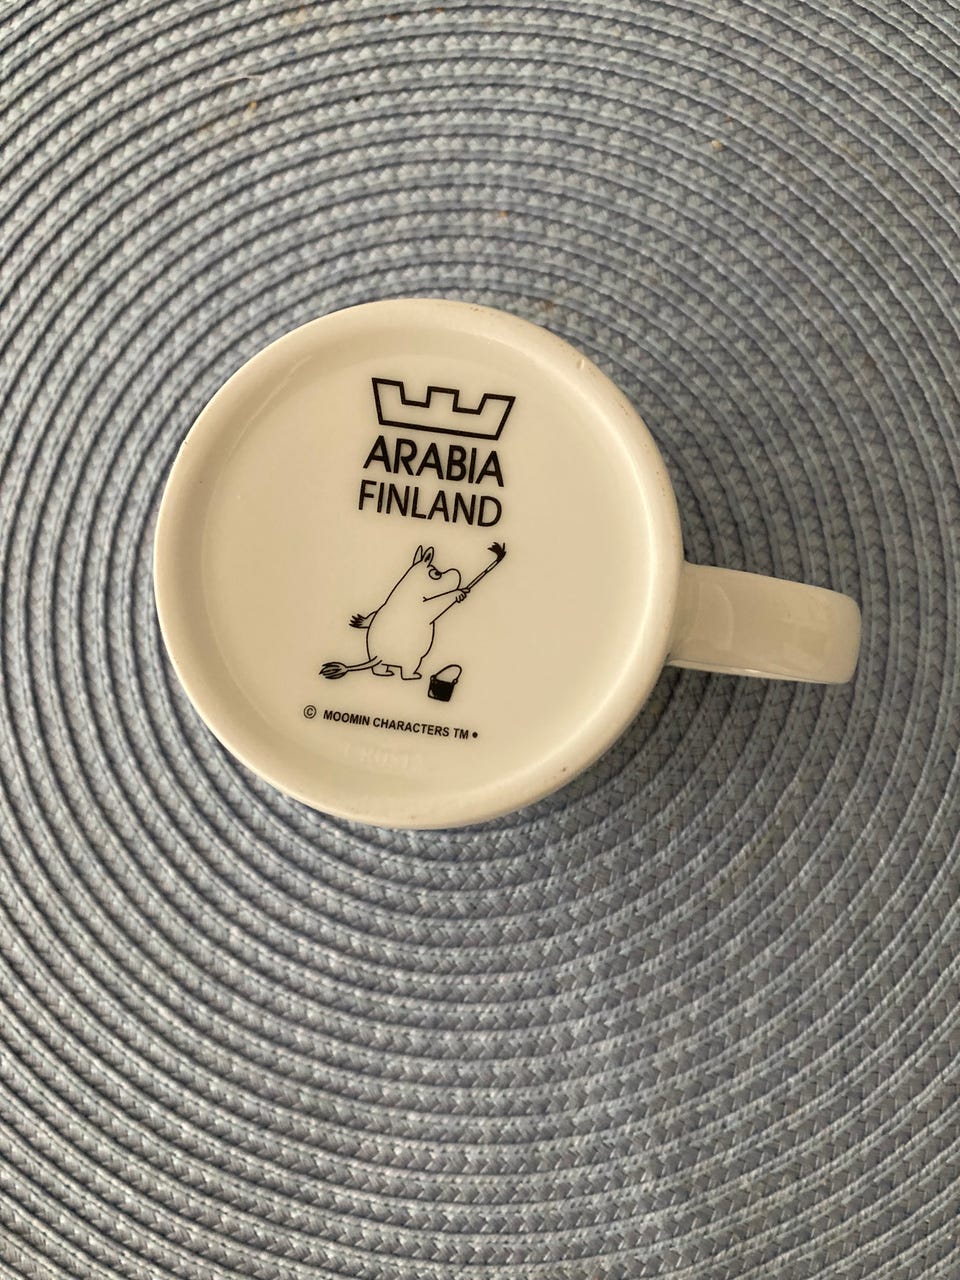 ARABIA
FINLAND
© MOOMIN CHARACTERS TM •